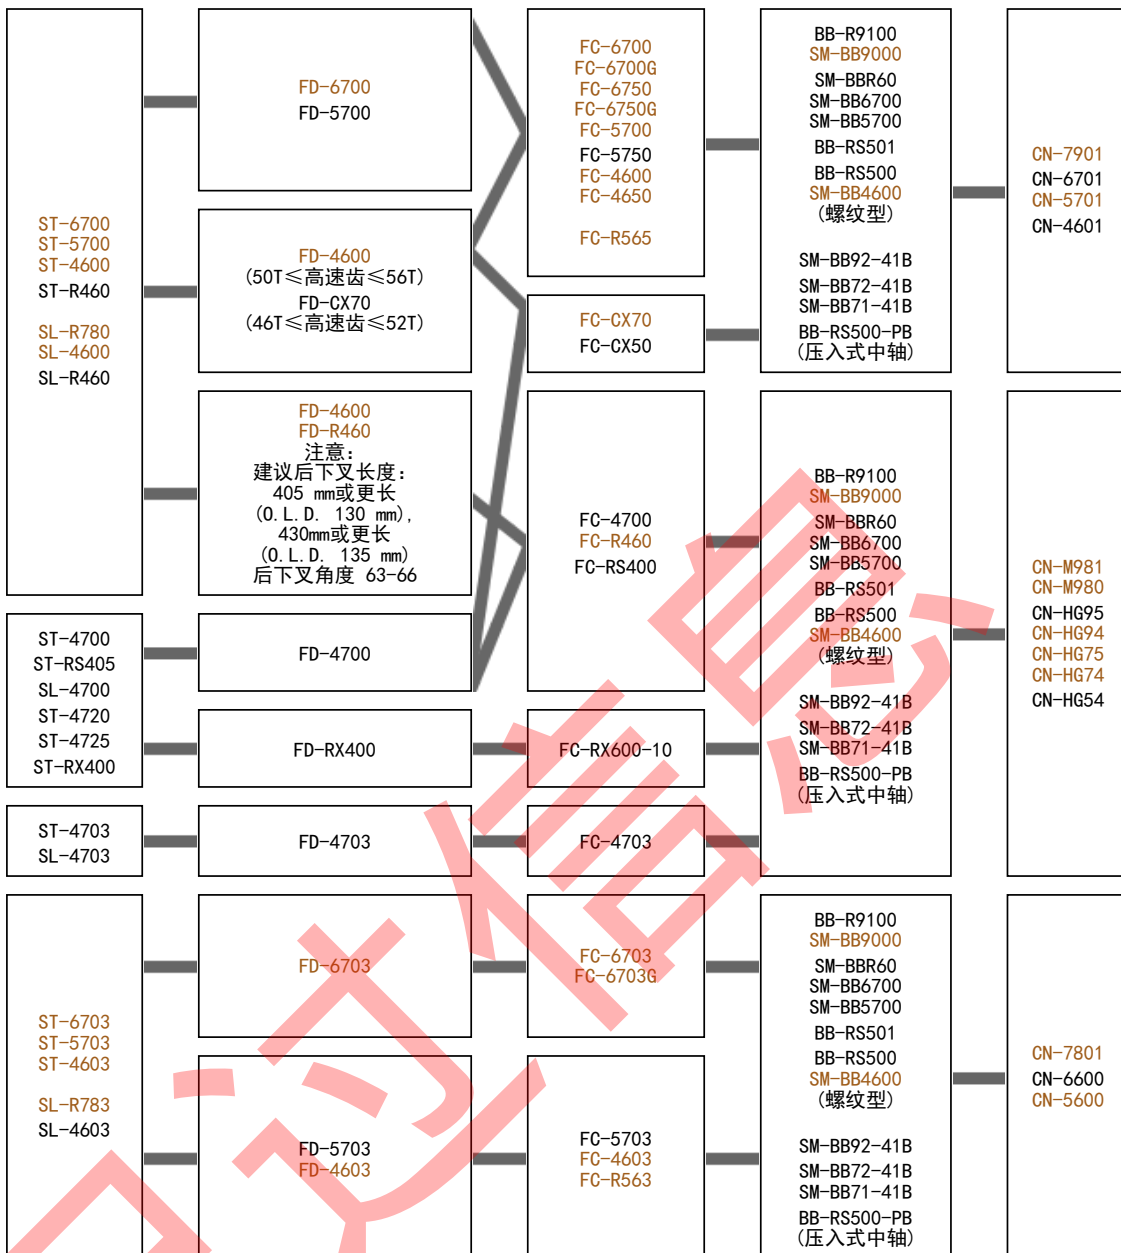 ST-6700
ST-5700
ST-4600
ST-R460
SL-R780
SL-4600
SL-R460
FD-6700
FD-5700
FD-4600
(50T≤高速齿≤56T)
FD-CX70
(46T≤高速齿≤52T)
FD-4600
FD-R460
注意:
建议后下叉长度:
405 mm或更长
(O.L.D. 130 mm),
430mm或更长
(O.L.D. 135 mm)
后下叉角度 63-66
FC-6700
FC-6700G
FC-6750
FC-6750G
FC-5700
FC-5750
FC-4600
FC-4650
FC-R565
FC-CX70
FC-CX50
BB-R9100
SM-BB9000
SM-BBR60
SM-BB6700
SM-BB5700
BB-RS501
BB-RS500
SM-BB4600
(螺纹型)
SM-BB92-41B
SM-BB72-41B
SM-BB71-41B
BB-RS500-PB
(压入式中轴)
CN-7901
CN-6701
CN-5701
CN-4601
ST-4700
ST-RS405
SL-4700
ST-4720
ST-4725
ST-RX400
FD-4700
FD-RX400
FC-4700
FC-R460
FC-RS400
FC-RX600-10
ST-4703
SL-4703
FD-4703
FC-4703
BB-R9100
SM-BB9000
SM-BBR60
SM-BB6700
SM-BB5700
BB-RS501
BB-RS500
SM-BB4600
(螺纹型)
SM-BB92-41B
SM-BB72-41B
SM-BB71-41B
BB-RS500-PB
(压入式中轴)
CN-M981
CN-M980
CN-HG95
CN-HG94
CN-HG75
CN-HG74
CN-HG54
ST-6703
ST-5703
ST-4603
SL-R783
SL-4603
FD-6703
FD-5703
FD-4603
FC-6703
FC-6703G
FC-5703
FC-4603
FC-R563
BB-R9100
SM-BB9000
SM-BBR60
SM-BB6700
SM-BB5700
BB-RS501
BB-RS500
SM-BB4600
(螺纹型)
SM-BB92-41B
SM-BB72-41B
SM-BB71-41B
BB-RS500-PB
(压入式中轴)
CN-7801
CN-6600
CN-5600
过信息